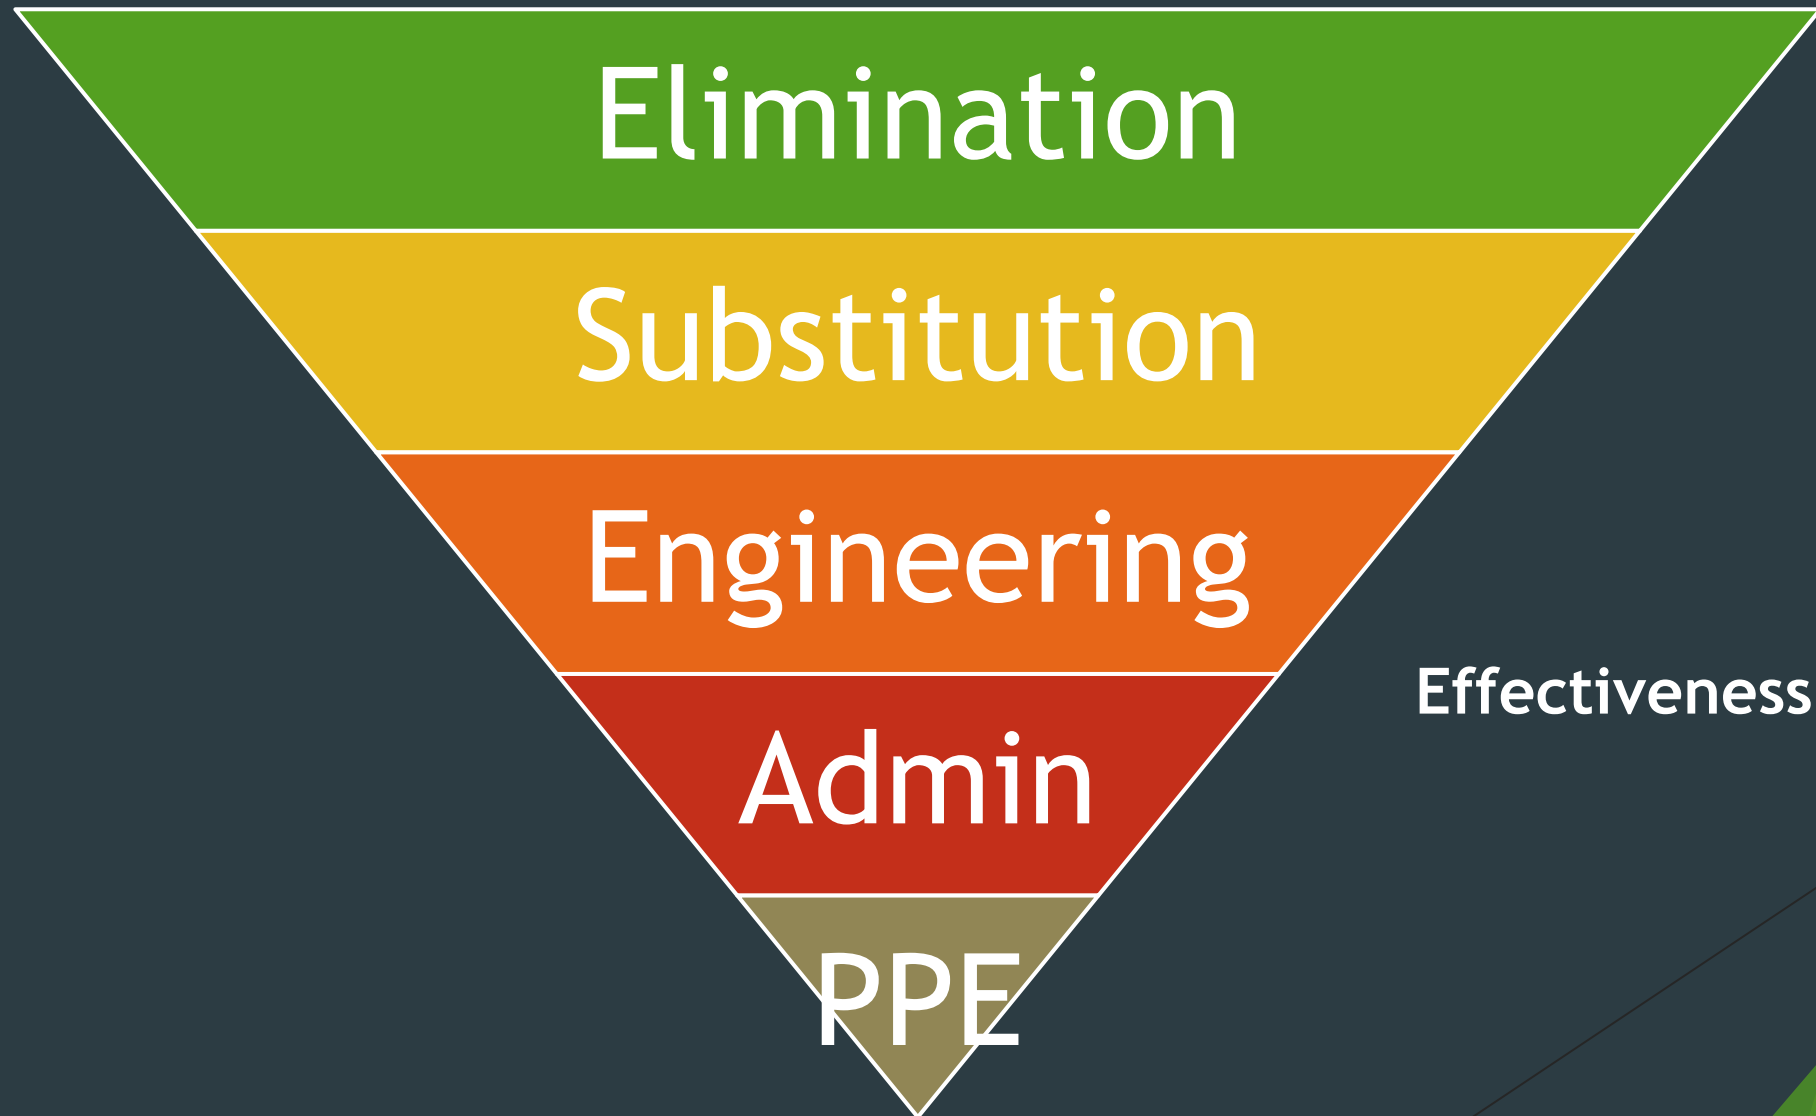 Elimination
Substitution
Engineering
Effectiveness
Admin
PPE